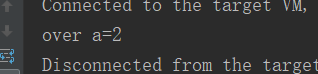 Connected to the target VM,
over a=2
Disconnected from the target